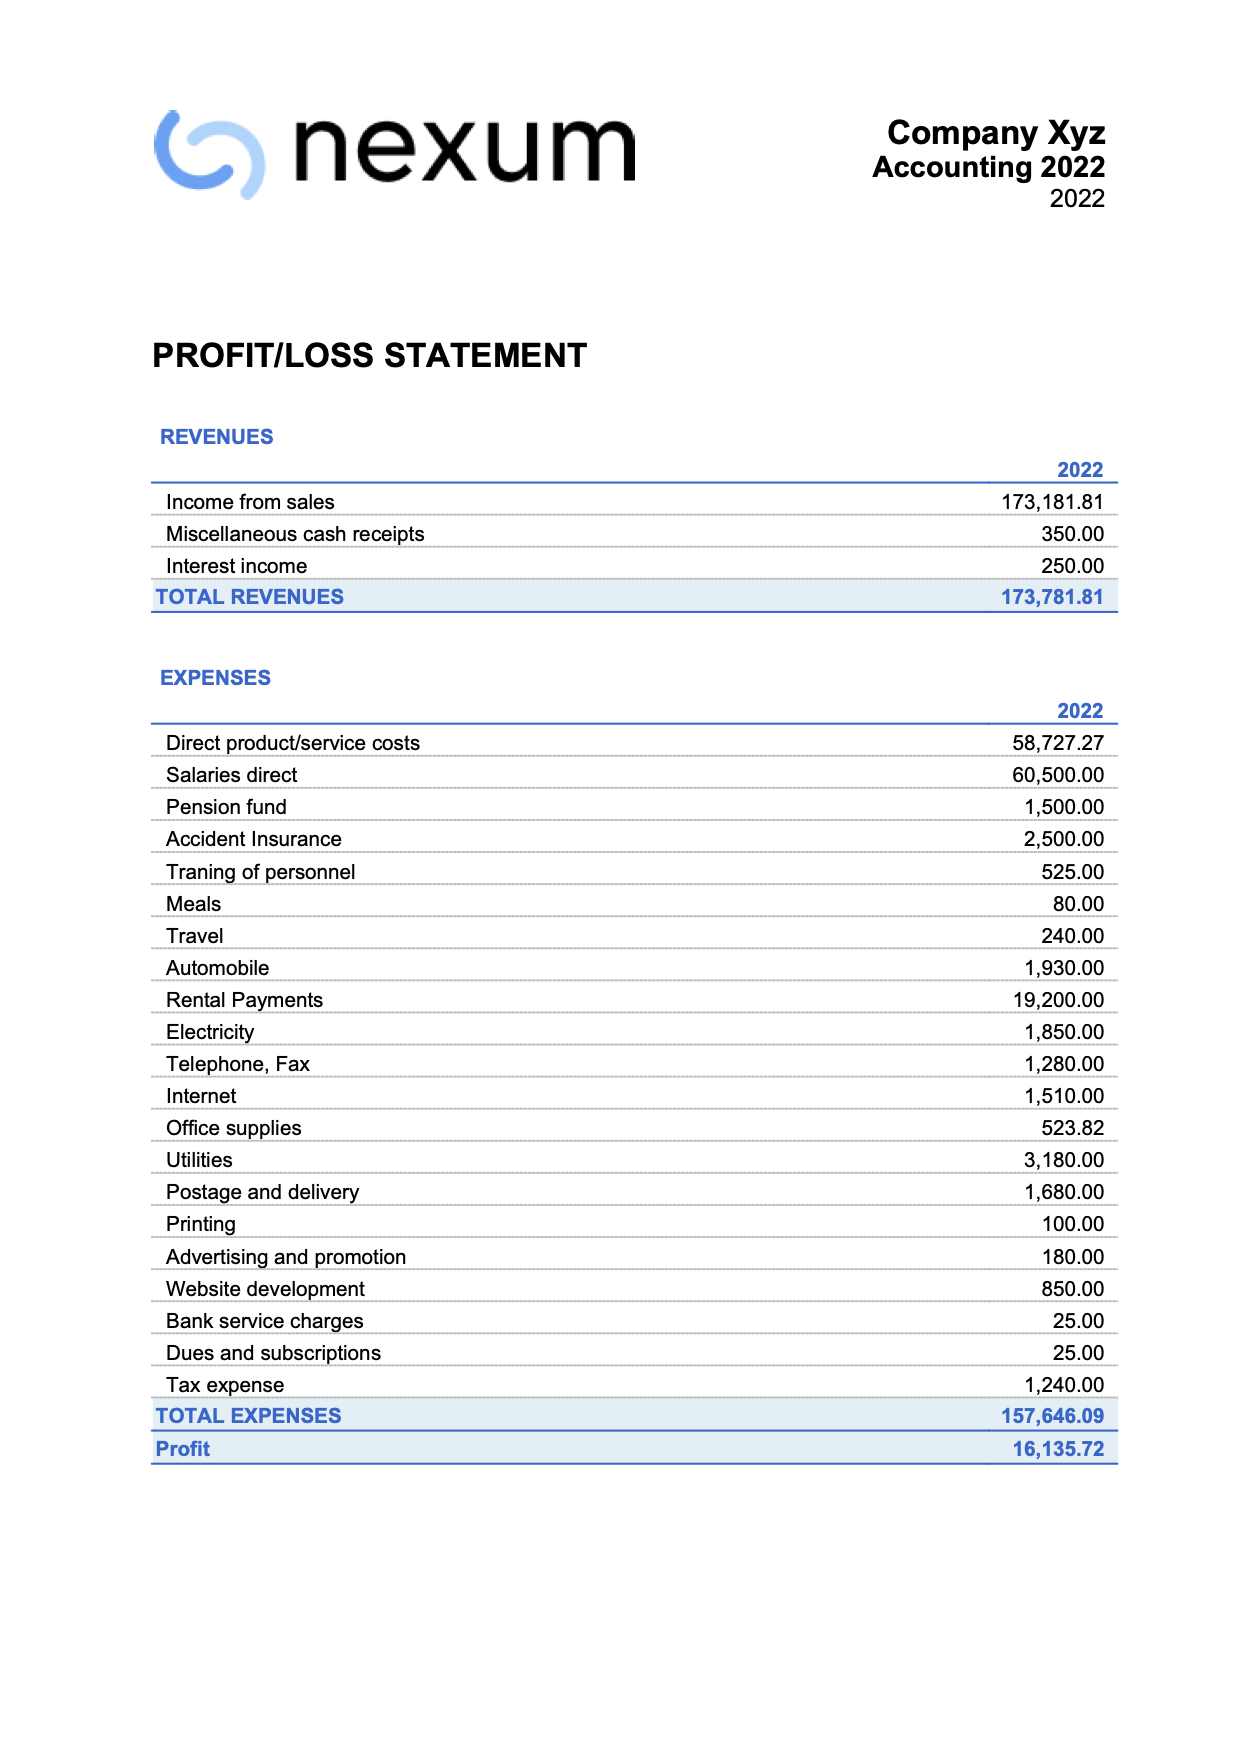 nexum
Company Xyz
Accounting 2022
2022
PROFIT/LOSS STATEMENT
REVENUES
2022
Income from sales 173,181.81
Miscellaneous cash receipts 350.00
Interest income 250.00
TOTAL REVENUES 173,781.81
EXPENSES
2022
Direct product/service costs 58,727.27
Salaries direct 60,500.00
Pension fund 1,500.00
Accident Insurance 2,500.00
Traning of personnel 525.00
Meals 80.00
Travel 240.00
Automobile 1,930.00
Rental Payments 19,200.00
Electricity 1,850.00
Telephone, Fax 1,280.00
Internet 1,510.00
Office supplies 523.82
Utilities 3,180.00
Postage and delivery 1,680.00
Printing 100.00
Advertising and promotion 180.00
Website development 850.00
Bank service charges 25.00
Dues and subscriptions 25.00
Tax expense 1,240.00
TOTAL EXPENSES 157,646.09
Profit 16,135.72